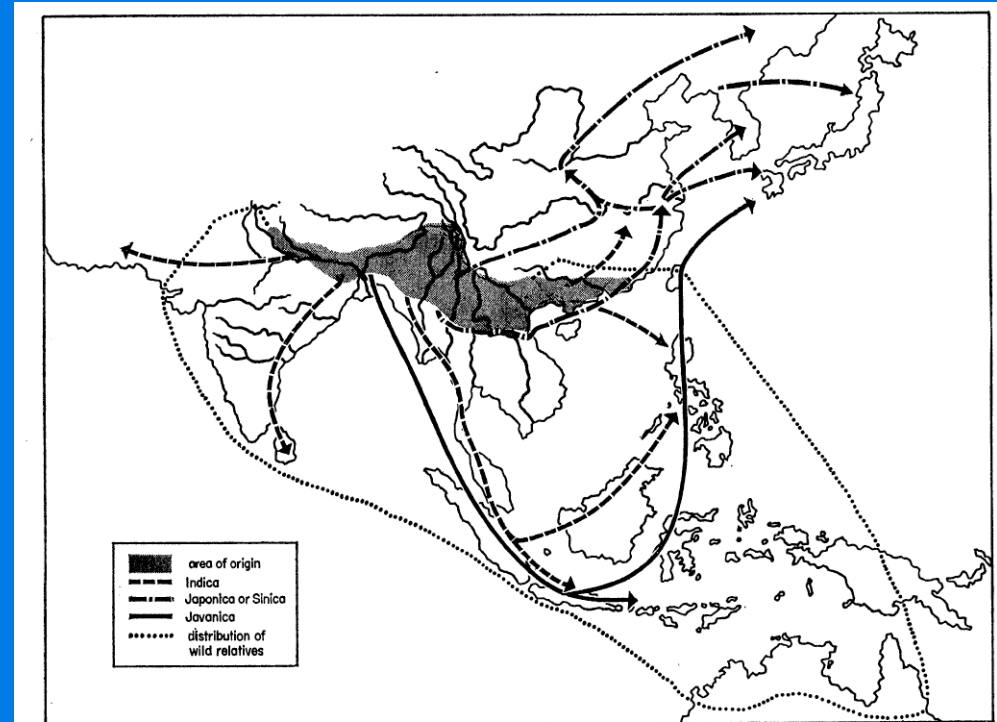 area of origin
Indica
Japonica or Sinica
Javanica
distribution of
wild relatives